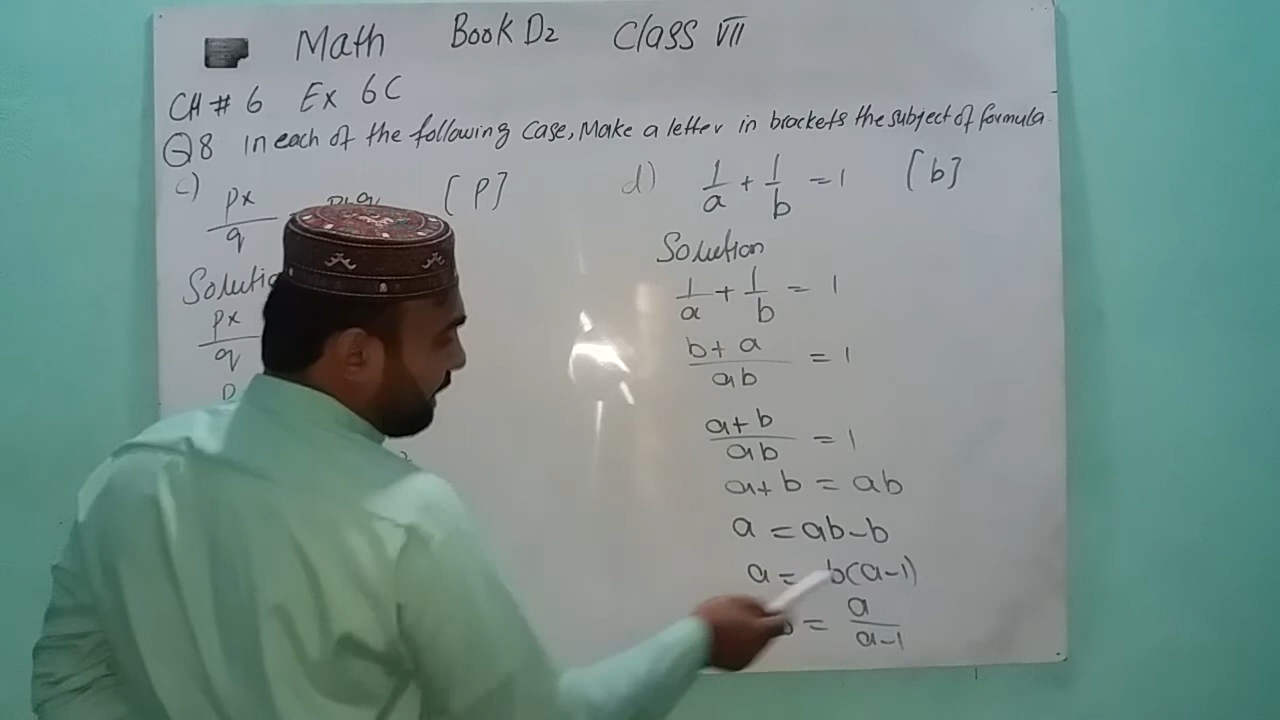 Math Book D2 Class VII
CH # 6 Ex 6C
Q8 In each of the following case, Make a letter in brackets the subject of formula.
c) px/q [P]
Solutio
px/q
d) 1/a + 1/b = 1 [b]
Solution
1/a + 1/b = 1
b+a/ab = 1
a+b/ab = 1
a+b = ab
a = ab-b
a = b(a-1)
= a/a-1